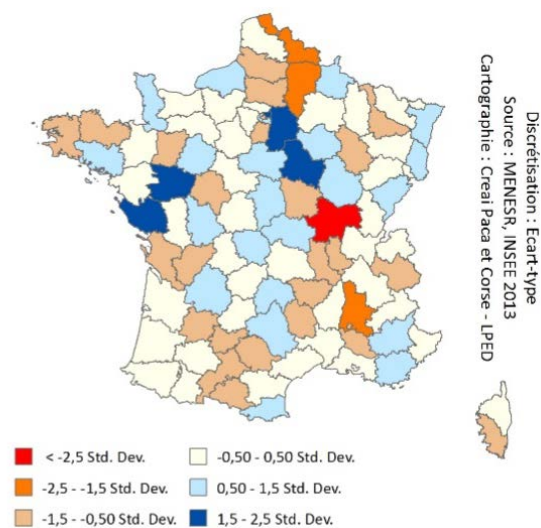 Discrétisation : Ecart-type
Source : MENESR, INSEE 2013
Cartographie : Creai Paca et Corse - LPED
< -2,5 Std. Dev.
-2,5 - -1,5 Std. Dev.
-1,5 - -0,50 Std. Dev.
-0,50 - 0,50 Std. Dev.
0,50 - 1,5 Std. Dev.
1,5 - 2,5 Std. Dev.